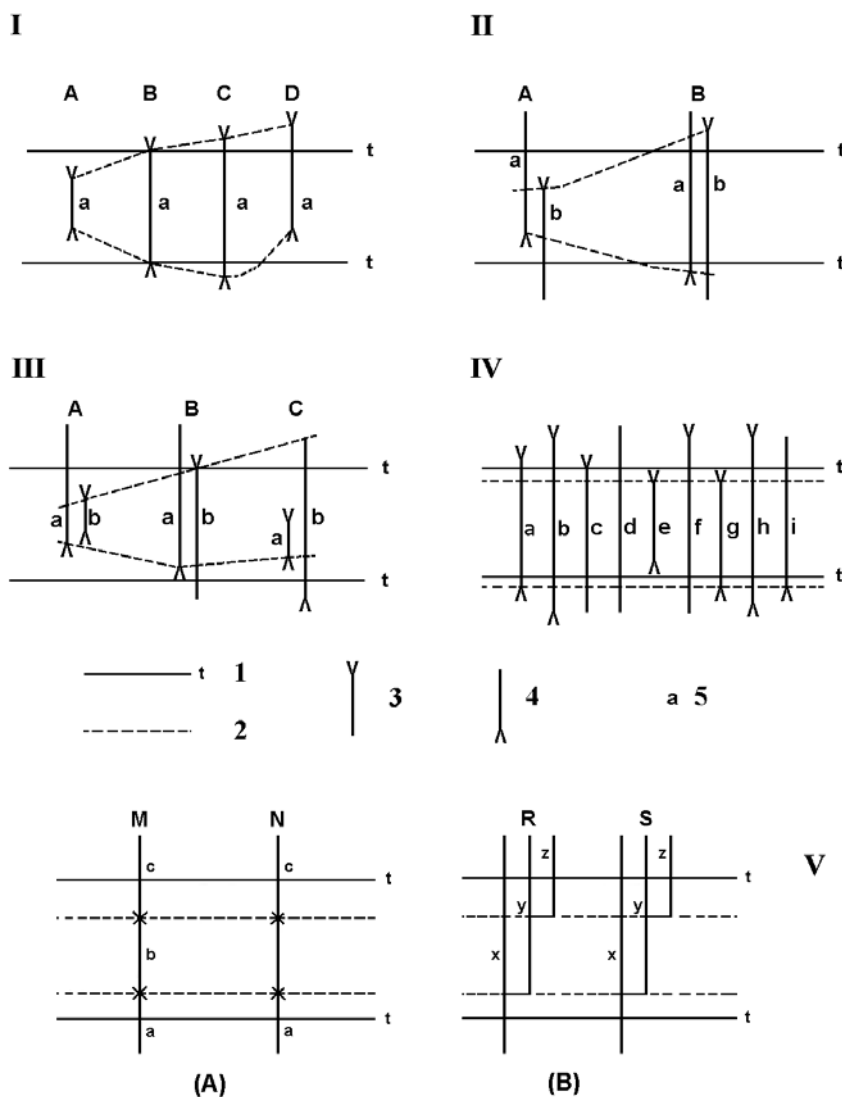 I
II
A B C D
A B
t
a
t
a a a a
a b
a b
t
t
III
IV
A B C
t
t
a b
a b
a b
a b c d e f g h i
t
t
t 1
2
3
4
a 5
M N
R S
V
c c
z z
t
t
y y
b
x x
a a
t
t
(A)
(B)